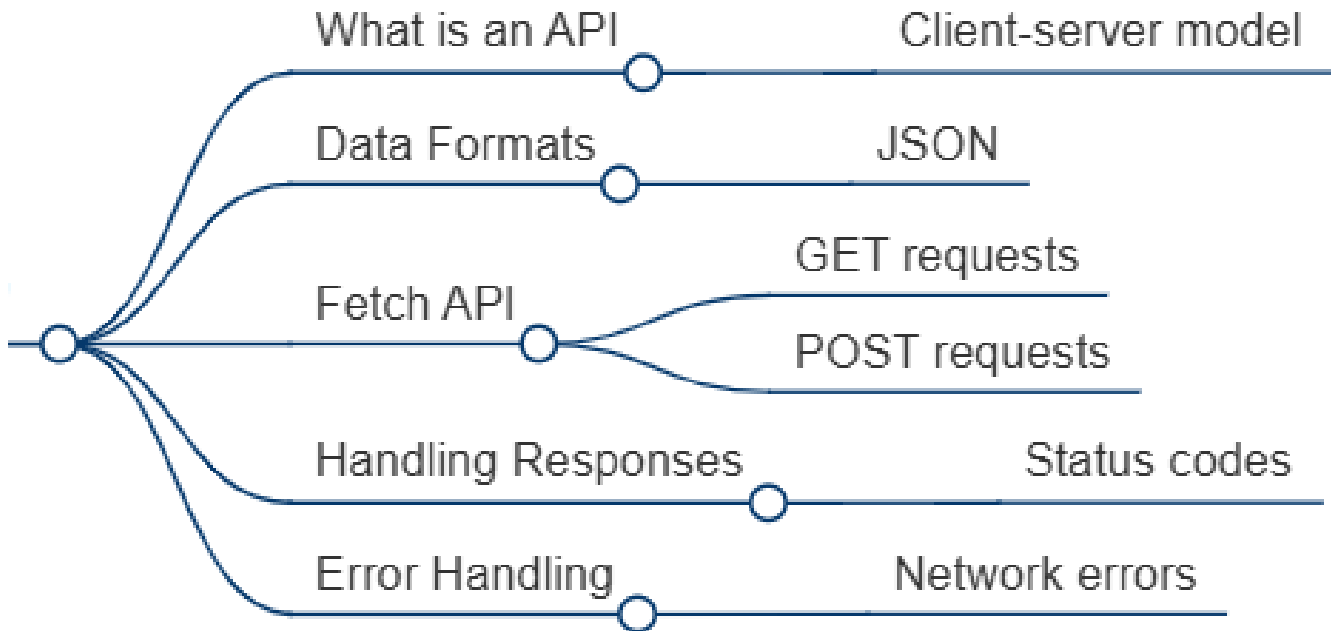 What is an API
Client-server model
Data Formats
JSON
Fetch API
GET requests
POST requests
Handling Responses
Status codes
Error Handling
Network errors